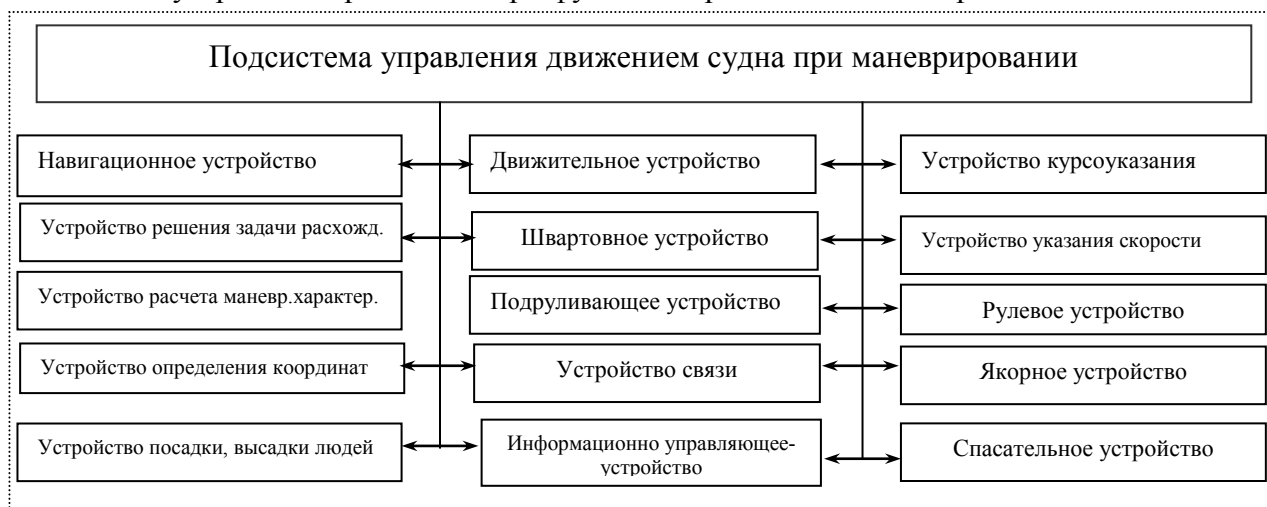 Подсистема управления движением судна при маневрировании
Навигационное устройство
Движительное устройство
Устройство курсоуказания
Устройство решения задачи расхожд.
Швартовное устройство
Устройство указания скорости
Устройство расчета маневр.характер.
Подруливающее устройство
Рулевое устройство
Устройство определения координат
Устройство связи
Якорное устройство
Устройство посадки, высадки людей
Информационно управляющее-
устройство
Спасательное устройство